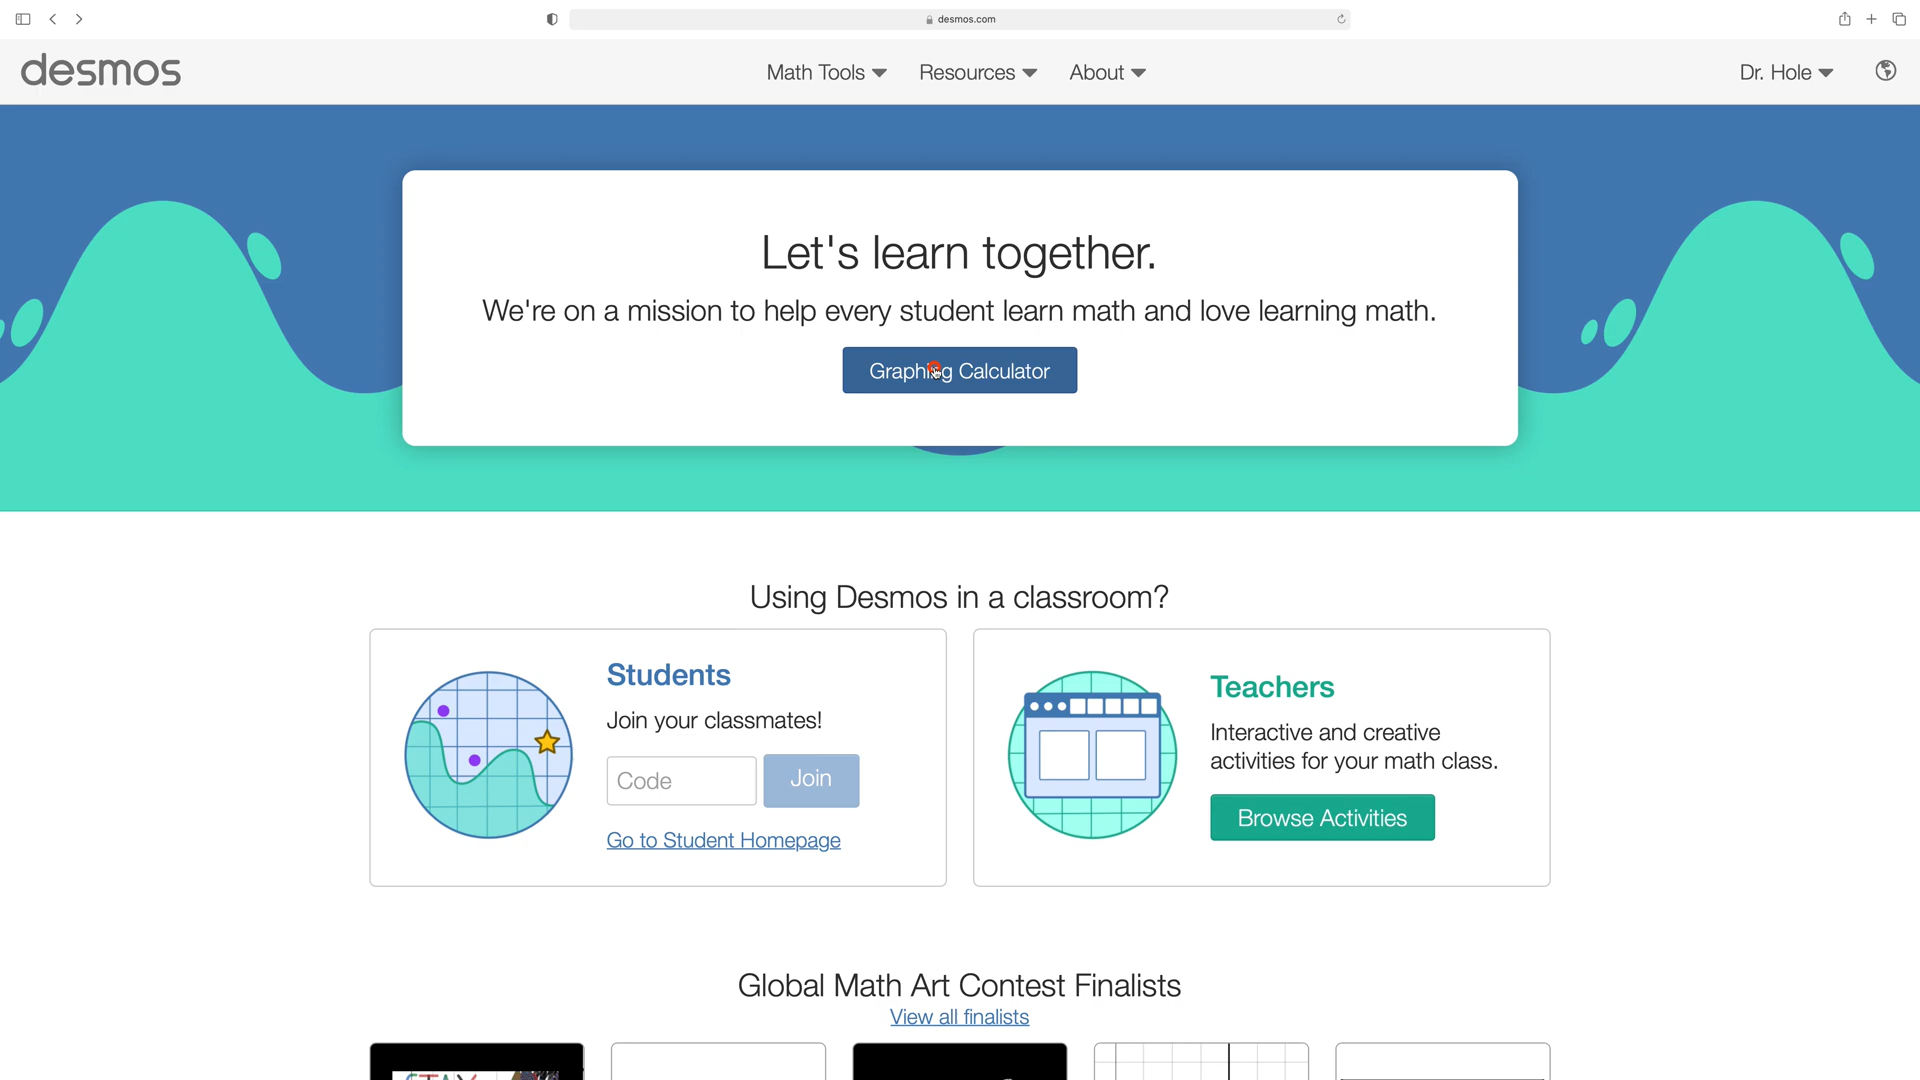 desmos.com
desmos
Math Tools
Resources
About
Dr. Hole
Let's learn together.
We're on a mission to help every student learn math and love learning math.
Graphing Calculator
Using Desmos in a classroom?
Students
Join your classmates!
Code
Join
Go to Student Homepage
Teachers
Interactive and creative
activities for your math class.
Browse Activities
Global Math Art Contest Finalists
View all finalists